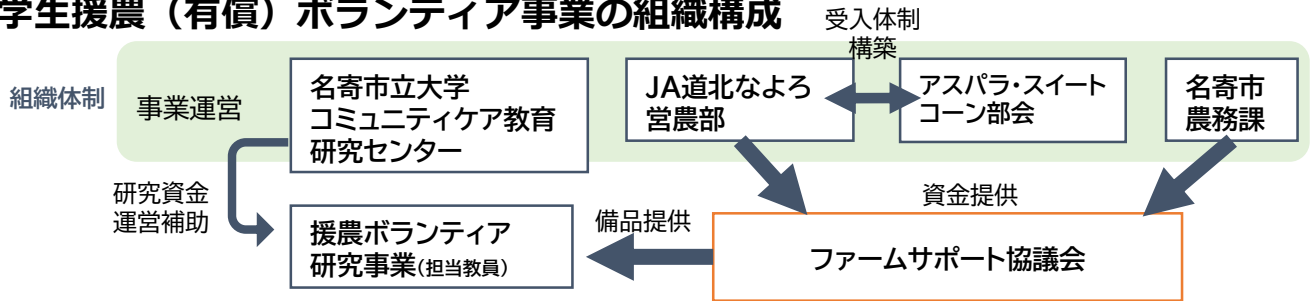 学生援農（有償）ボランティア事業の組織構成
受入体制
構築
組織体制
事業運営
名寄市立大学
コミュニティケア教育
研究センター
JA道北なよろ
営農部
アスパラ・スイート
コーン部会
名寄市
農務課
研究資金
運営補助
資金提供
備品提供
援農ボランティア
研究事業(担当教員)
ファームサポート協議会